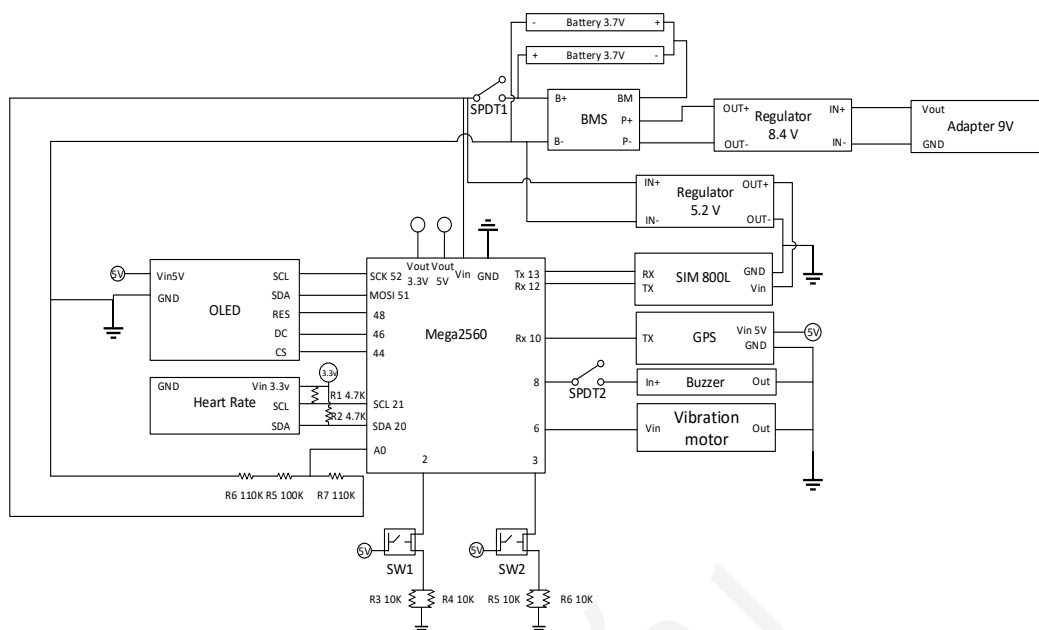 - Battery 3.7V +
+ Battery 3.7V -
SPDT1
B+ BM
BMS
P+
B- P-
OUT+ IN+
Regulator
8.4 V
OUT- IN-
Vout
Adapter 9V
GND
IN+ OUT+
Regulator
5.2 V
IN- OUT-
5V
Vin5V SCL
GND SDA
OLED
RES
DC
CS
Vout
3.3V
Vout
5V
Vin
GND
SCK 52
MOSI 51
48
46
44
Mega2560
Tx 13
Rx 12
Rx 10
8
6
SCL 21
SDA 20
A0
2
3
RX GND
SIM 800L
TX Vin
TX Vin 5V
GPS
GND
5V
SPDT2
In+ Buzzer Out
Vin Vibration Out
motor
3.3v
GND Vin 3.3v
Heart Rate
SCL
SDA
R1 4.7K
R2 4.7K
R6 110K R5 100K R7 110K
5V
SW1
5V
SW2
R3 10K R4 10K
R5 10K R6 10K